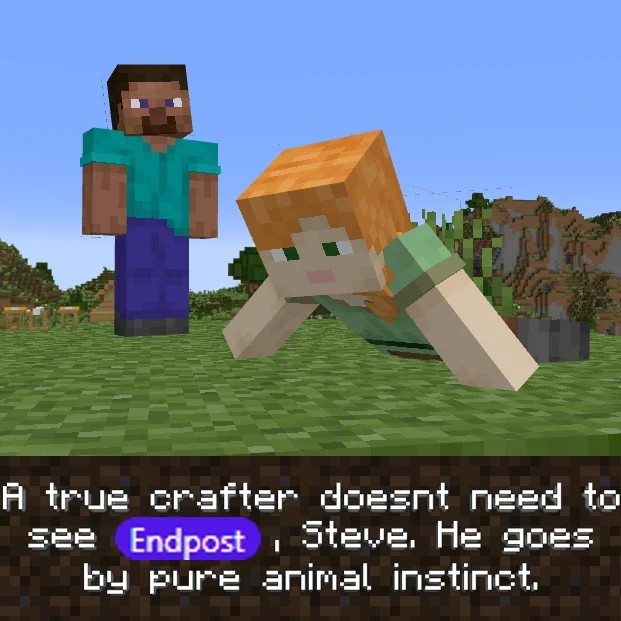 A true crafter doesnt need to
see Endpost , Steve. He goes
by pure animal instinct.